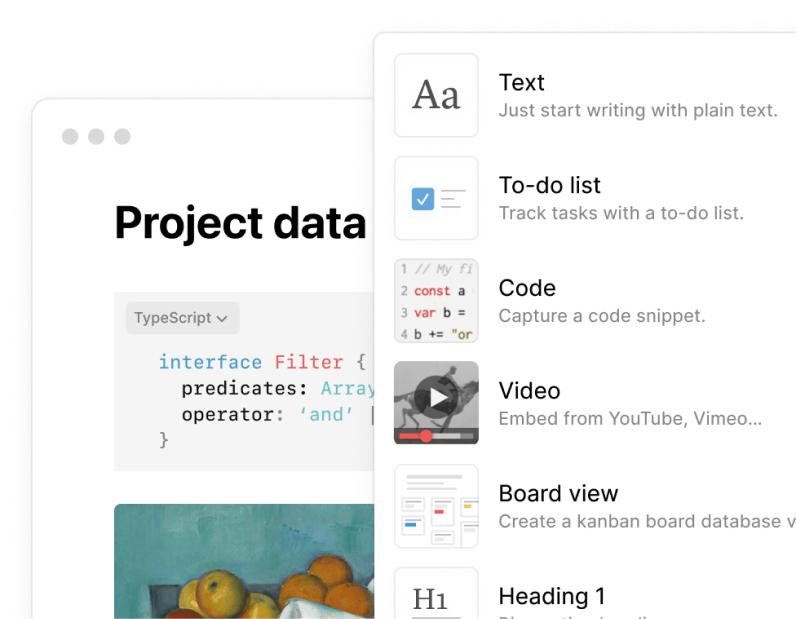 Project data
TypeScript
interface Filter {
predicates: Array
operator: ‘and’ |
}
Aa
Text
Just start writing with plain text.
To-do list
Track tasks with a to-do list.
1 // My fi
2 const a
3 var b =
4 b += "or
Code
Capture a code snippet.
Video
Embed from YouTube, Vimeo...
Board view
Create a kanban board database v
H1
Heading 1